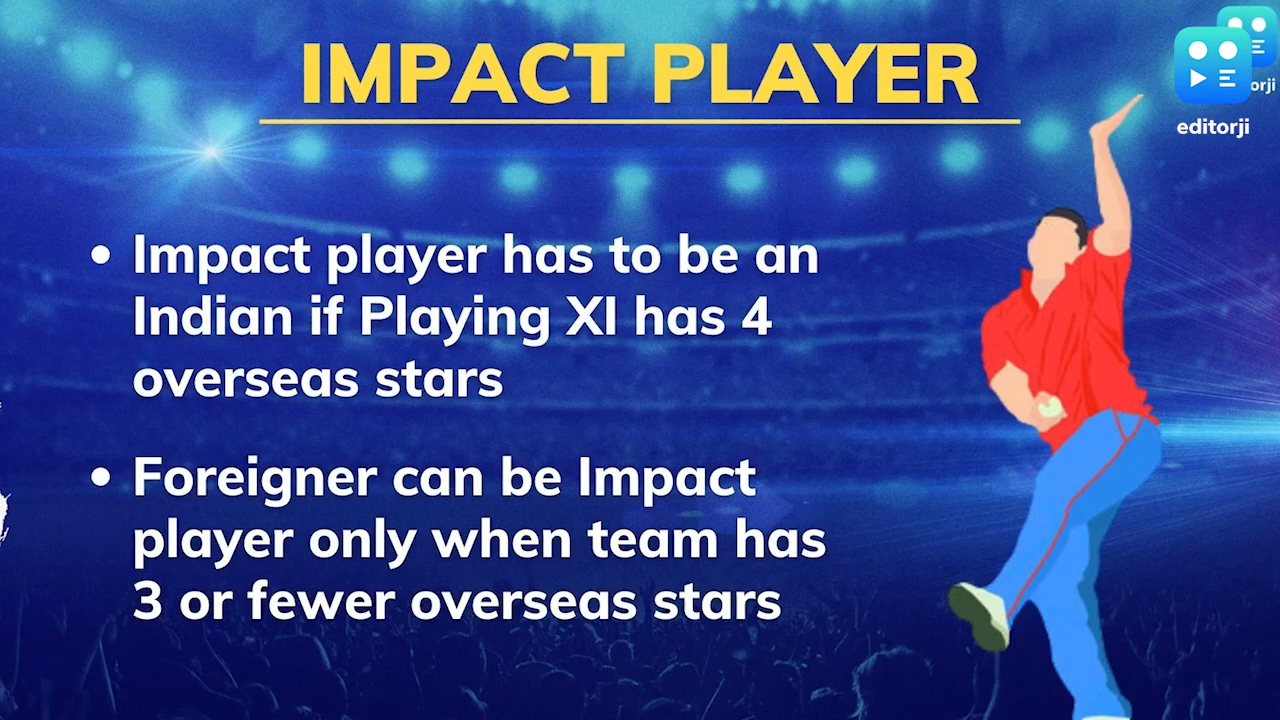 IMPACT PLAYER
orji
editorji
• Impact player has to be an
Indian if Playing XI has 4
overseas stars
• Foreigner can be Impact
player only when team has
3 or fewer overseas stars